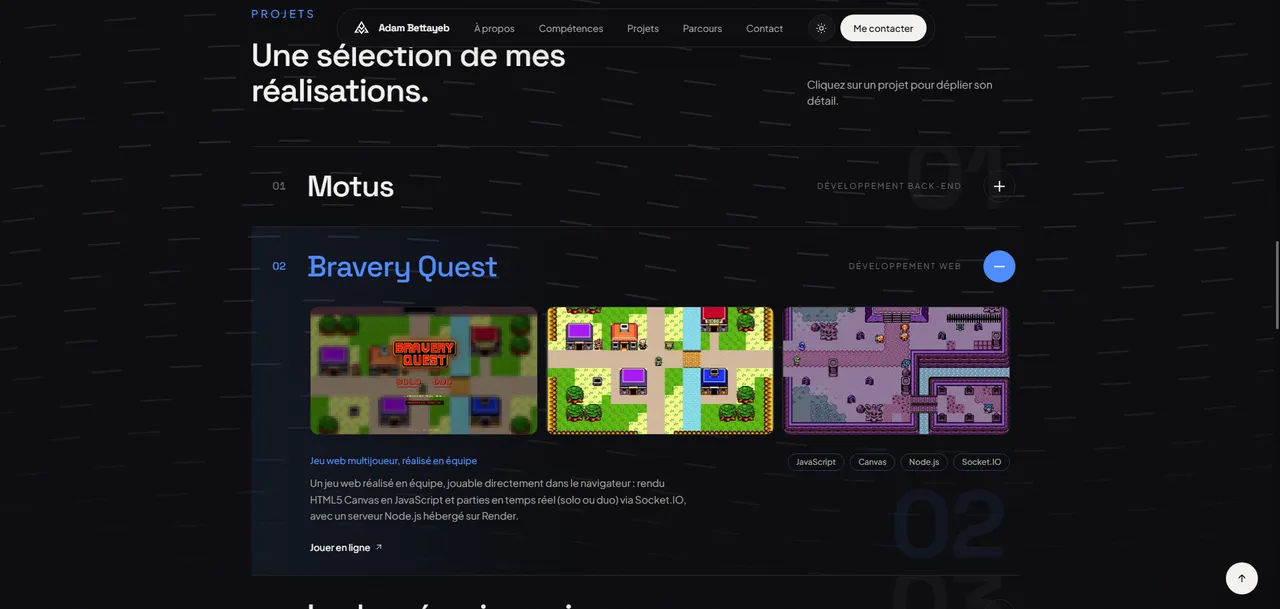 PROJETS
Adam Bettayeb
À propos
Compétences
Projets
Parcours
Contact
Me contacter
Une sélection de mes
réalisations.
Cliquez sur un projet pour déplier son
détail.
01
Motus
DÉVELOPPEMENT BACK-END
01
02
Bravery Quest
DÉVELOPPEMENT WEB
BRAVERY
QUEST
SOLO DUO
Jeu web multijoueur, réalisé en équipe
JavaScript
Canvas
Node.js
Socket.IO
Un jeu web réalisé en équipe, jouable directement dans le navigateur : rendu
HTML5 Canvas en JavaScript et parties en temps réel (solo ou duo) via Socket.IO,
avec un serveur Node.js hébergé sur Render.
02
Jouer en ligne
03